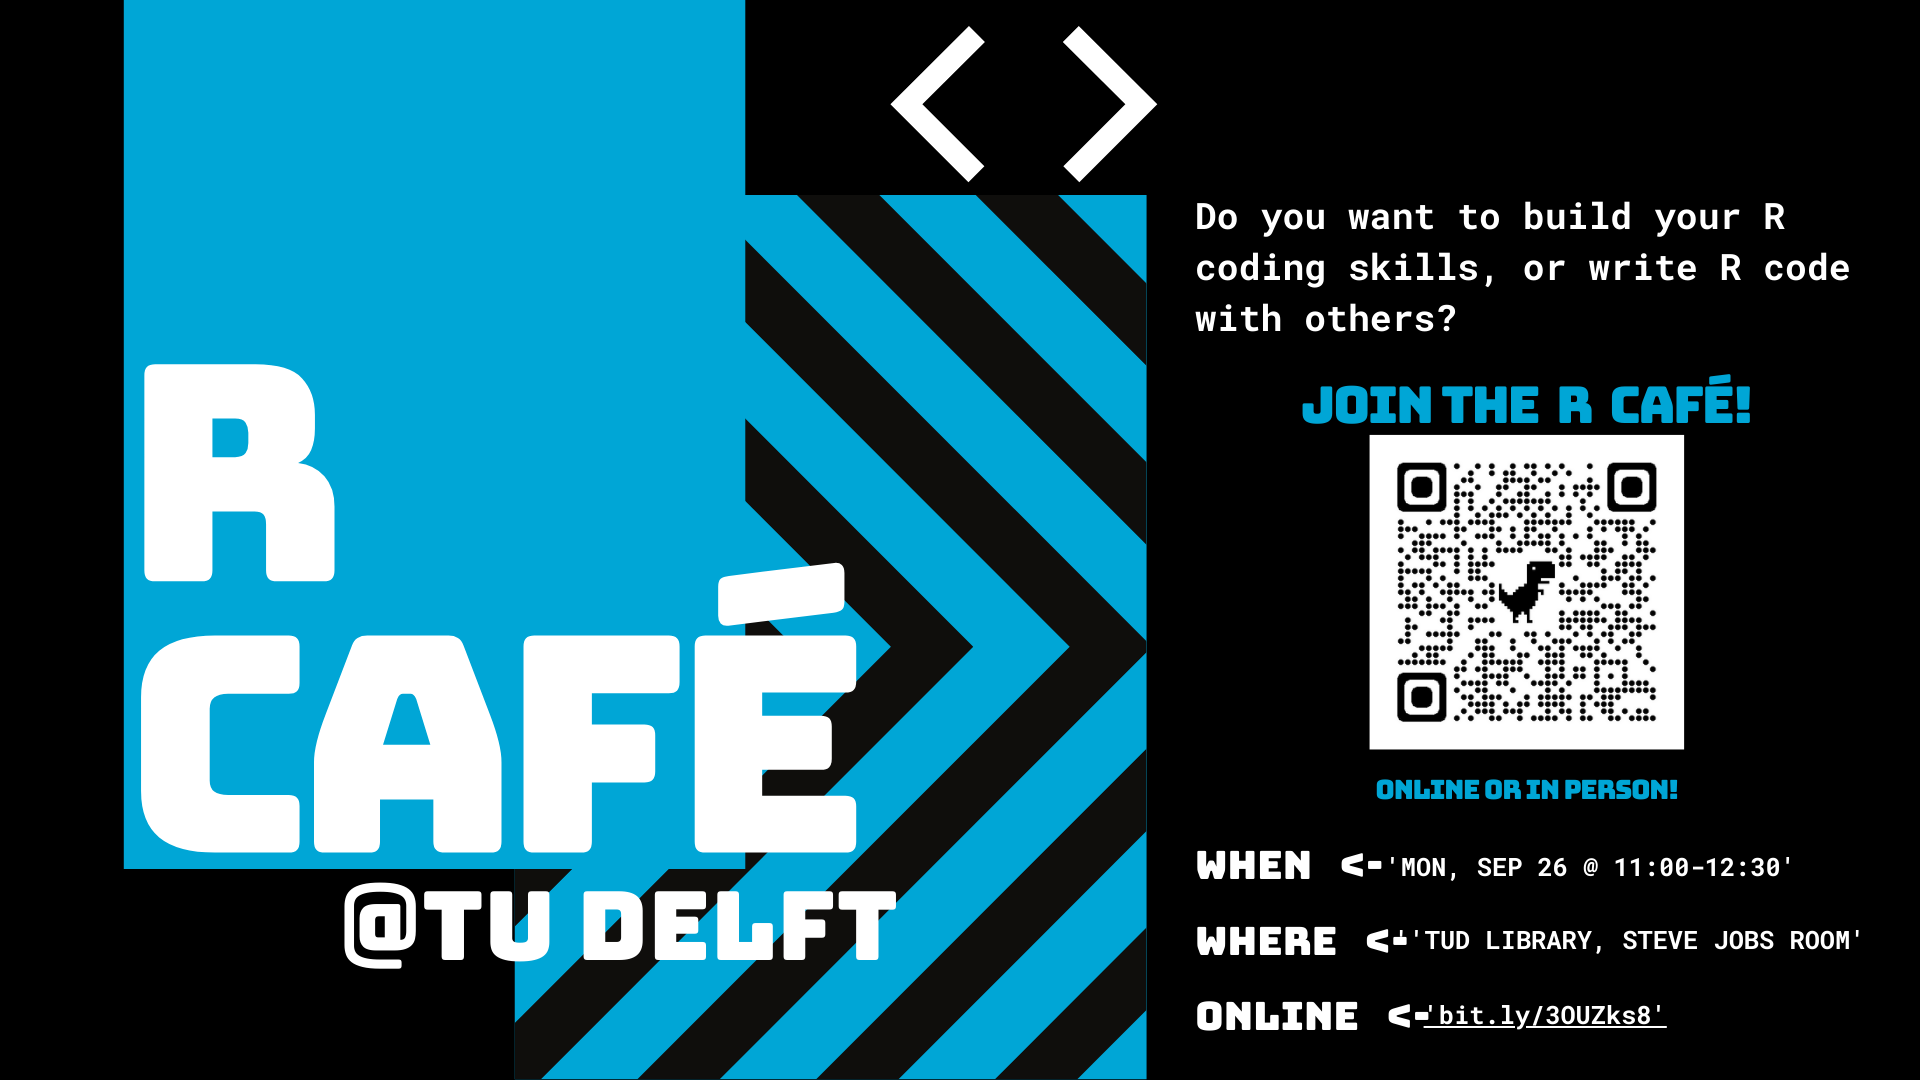 < >
R
CAFÉ
@TU DELFT
Do you want to build your R
coding skills, or write R code
with others?
JOIN THE R CAFÉ!
ONLINE OR IN PERSON!
WHEN <- 'MON, SEP 26 @ 11:00-12:30'
WHERE <- 'TUD LIBRARY, STEVE JOBS ROOM'
ONLINE <- 'bit.ly/3OUZks8'